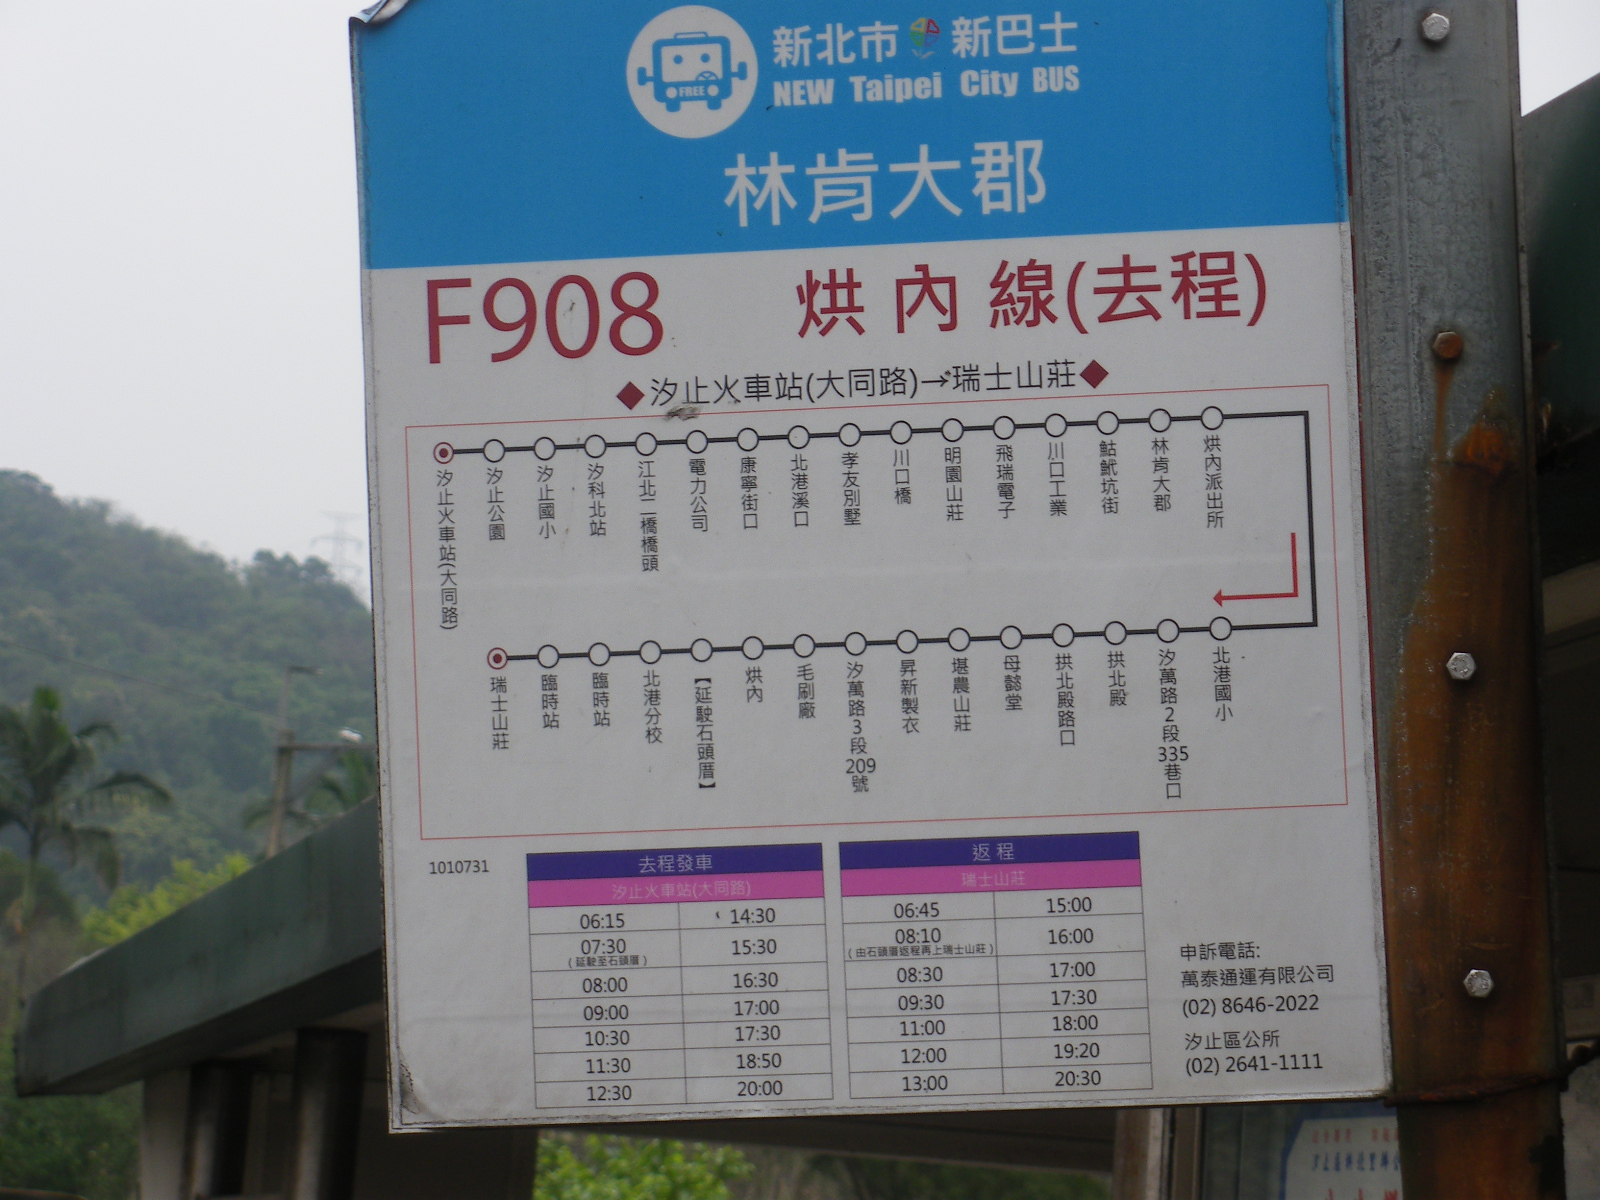 新北市 新巴士
FREE
NEW Taipei City BUS
林肯大郡
F908 烘內線(去程)
◆汐止火車站(大同路)→瑞士山莊◆
汐止火車站(大同路)
汐止公園
汐止國小
汐科北站
江北二橋橋頭
電力公司
康寧街口
北港溪口
孝友別墅
川口橋
明園山莊
飛瑞電子
川口工業
鮕鮘坑街
林肯大郡
烘內派出所
瑞士山莊
臨時站
臨時站
北港分校
【延駛石頭厝】
烘內
毛刷廠
汐萬路3段209號
昇新製衣
堪農山莊
母懿堂
拱北殿路口
拱北殿
汐萬路2段335巷口
北港國小
1010731
去程發車
汐止火車站(大同路)
06:15 14:30
07:30 15:30
(延駛至石頭厝)
08:00 16:30
09:00 17:00
10:30 17:30
11:30 18:50
12:30 20:00
返程
瑞士山莊
06:45 15:00
08:10 16:00
(由石頭厝返程再上瑞士山莊)
08:30 17:00
09:30 17:30
11:00 18:00
12:00 19:20
13:00 20:30
申訴電話:
萬泰通運有限公司
(02) 8646-2022
汐止區公所
(02) 2641-1111